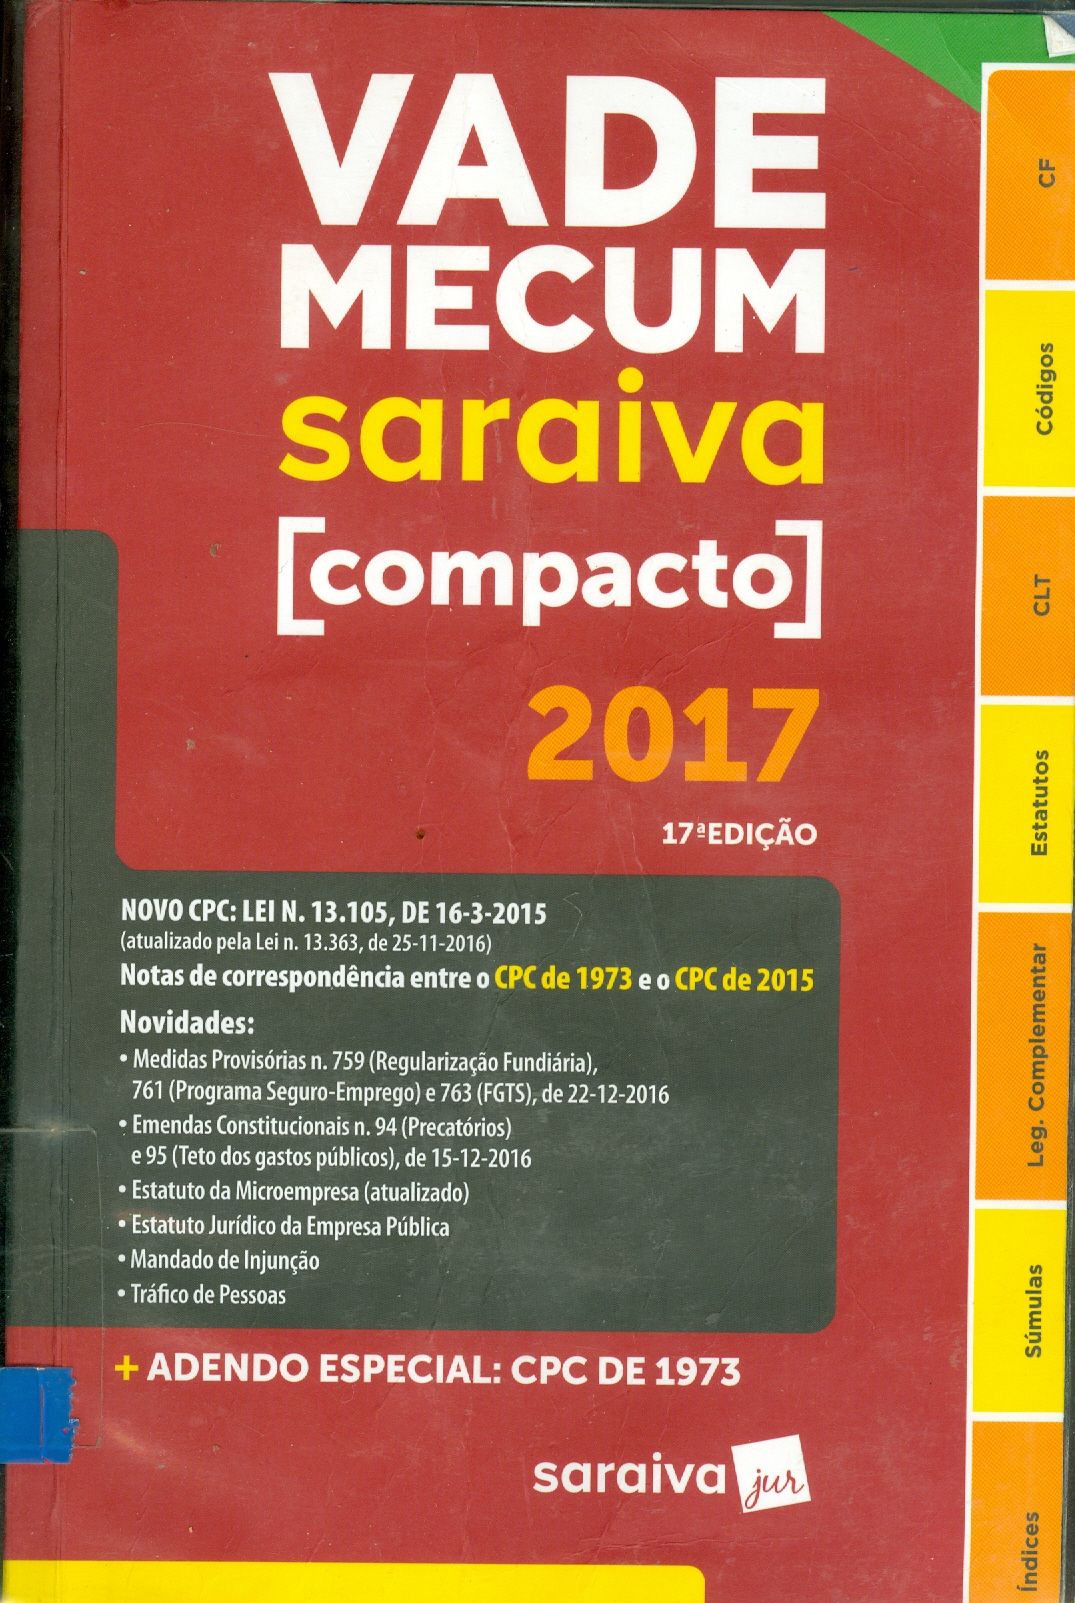 VADE
MECUM
saraiva
[compacto]
2017
17ª EDIÇÃO
NOVO CPC: LEI N. 13.105, DE 16-3-2015
(atualizado pela Lei n. 13.363, de 25-11-2016)
Notas de correspondência entre o CPC de 1973 e o CPC de 2015
Novidades:
• Medidas Provisórias n. 759 (Regularização Fundiária),
761 (Programa Seguro-Emprego) e 763 (FGTS), de 22-12-2016
• Emendas Constitucionais n. 94 (Precatórios)
e 95 (Teto dos gastos públicos), de 15-12-2016
• Estatuto da Microempresa (atualizado)
• Estatuto Jurídico da Empresa Pública
• Mandado de Injunção
• Tráfico de Pessoas
+ ADENDO ESPECIAL: CPC DE 1973
saraiva jur
CF
Códigos
CLT
Estatutos
Leg. Complementar
Súmulas
Índices